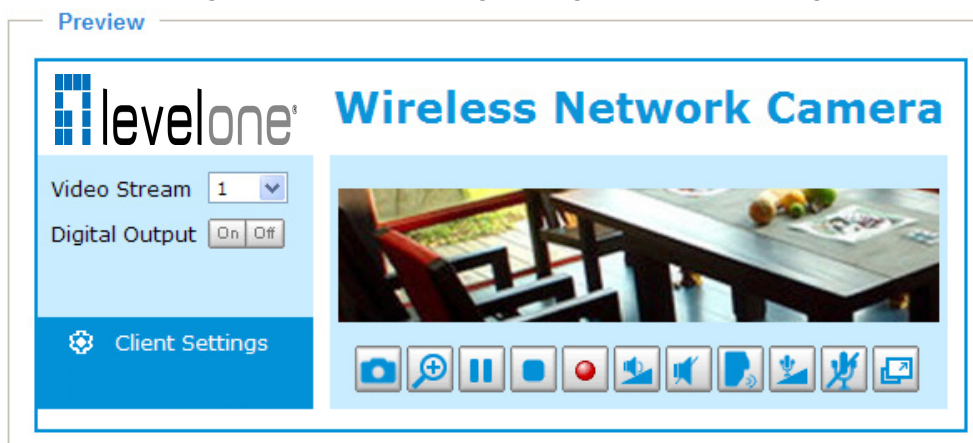 Preview
levelone®
Wireless Network Camera
Video Stream 1
Digital Output On Off
Client Settings